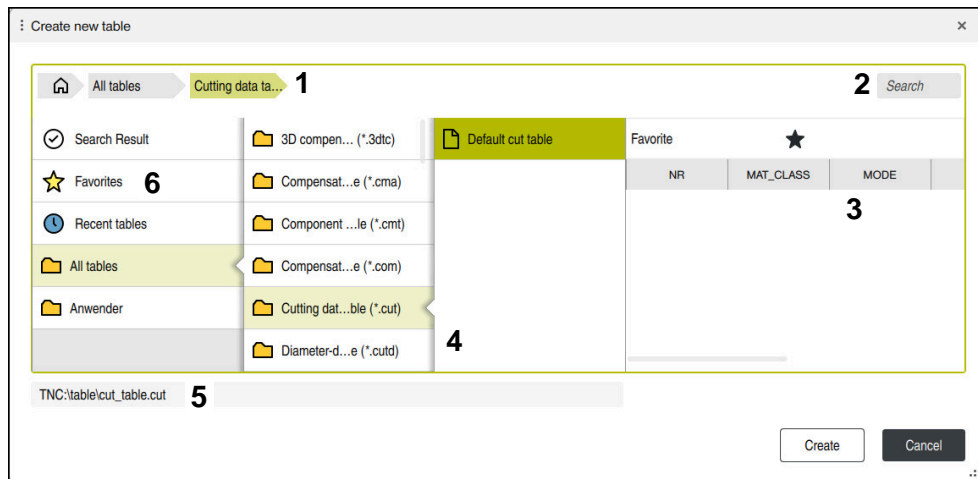 Create new table
All tables
Cutting data ta...
1
2
Search
Search Result
3D compen... (*.3dtc)
Default cut table
Favorite
Favorites
6
Compensat...e (*.cma)
NR
MAT_CLASS
MODE
Recent tables
Component ...le (*.cmt)
3
All tables
Compensat...e (*.com)
Anwender
Cutting dat...ble (*.cut)
Diameter-d...e (*.cutd)
4
TNC:\table\cut_table.cut
5
Create
Cancel